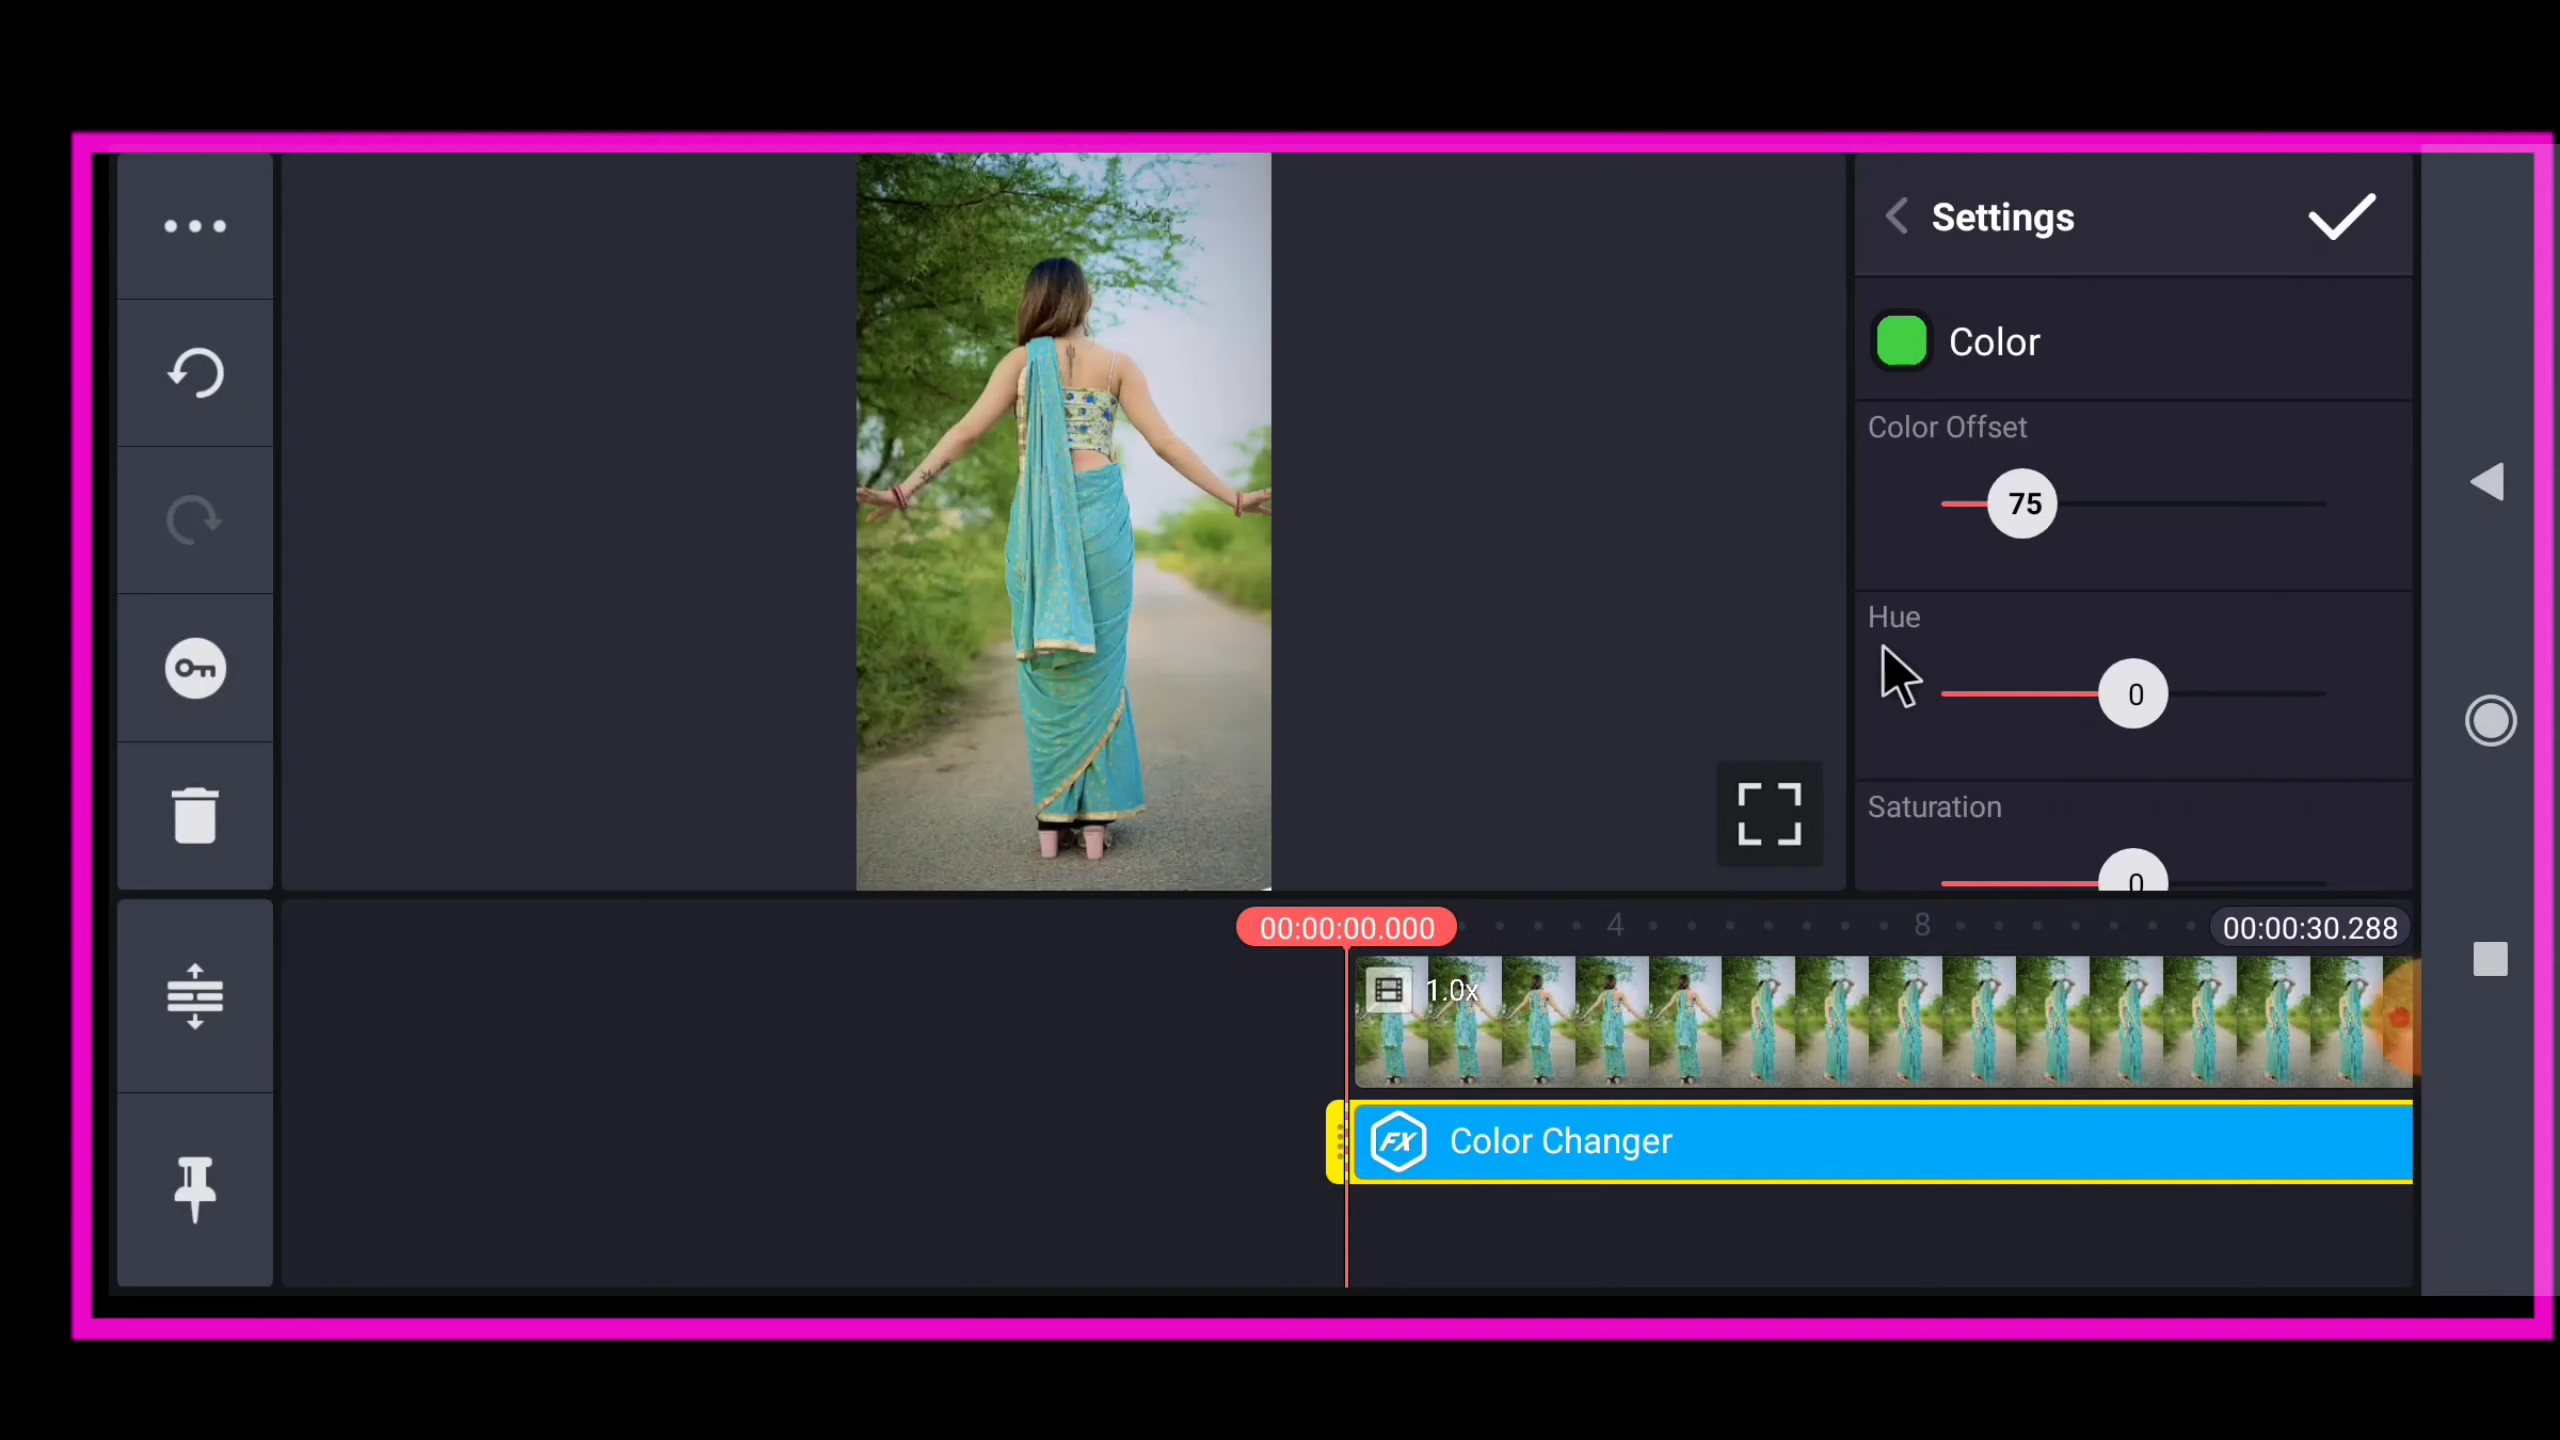 Settings
Color
Color Offset
75
Hue
0
Saturation
0
00:00:00.000
4
8
00:00:30.288
1.0x
FX
Color Changer